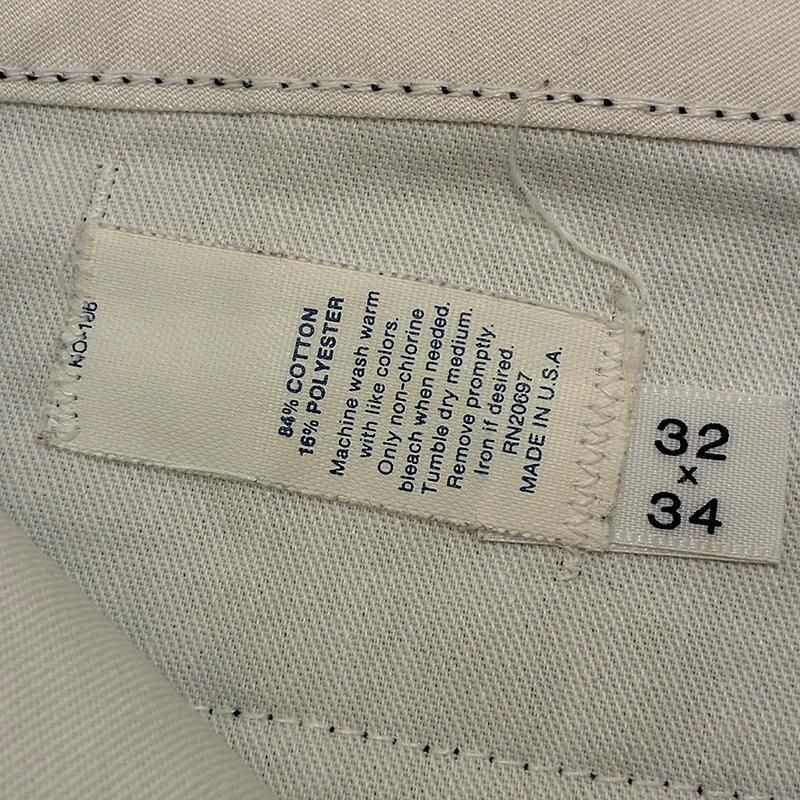 84% COTTON
16% POLYESTER
Machine wash warm
with like colors.
Only non-chlorine
bleach when needed.
Tumble dry medium.
Remove promptly.
Iron if desired.
RN20697
MADE IN U.S.A.
32
x
34